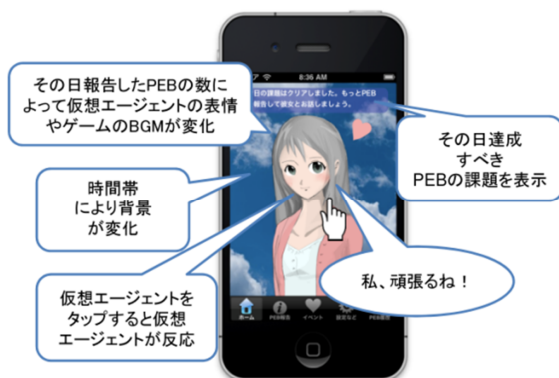 その日報告したPEBの数に
よって仮想エージェントの表情
やゲームのBGMが変化
時間帯
により背景
が変化
仮想エージェントを
タップすると仮想
エージェントが反応
8:36 AM
日の課題はクリアしました。もっとPEB
報告して彼女とお話しましょう。
その日達成
すべき
PEBの課題を表示
私、頑張るね！
ホーム
PEB報告
イベント
設定など